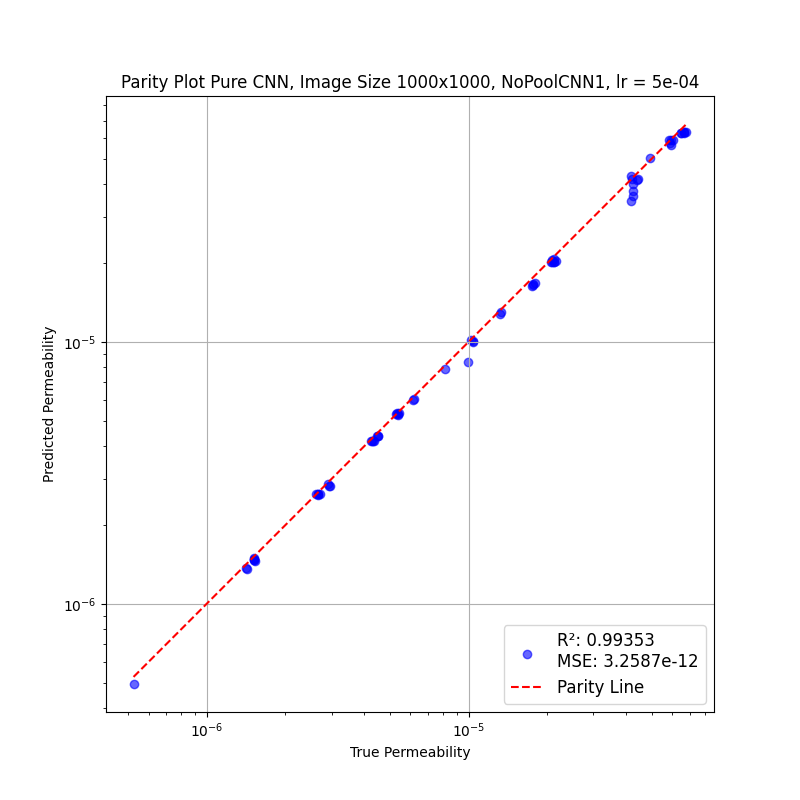 Parity Plot Pure CNN, Image Size 1000x1000, NoPoolCNN1, lr = 5e-04
Predicted Permeability
10⁻⁵
10⁻⁶
R²: 0.99353
MSE: 3.2587e-12
Parity Line
10⁻⁶ 10⁻⁵
True Permeability